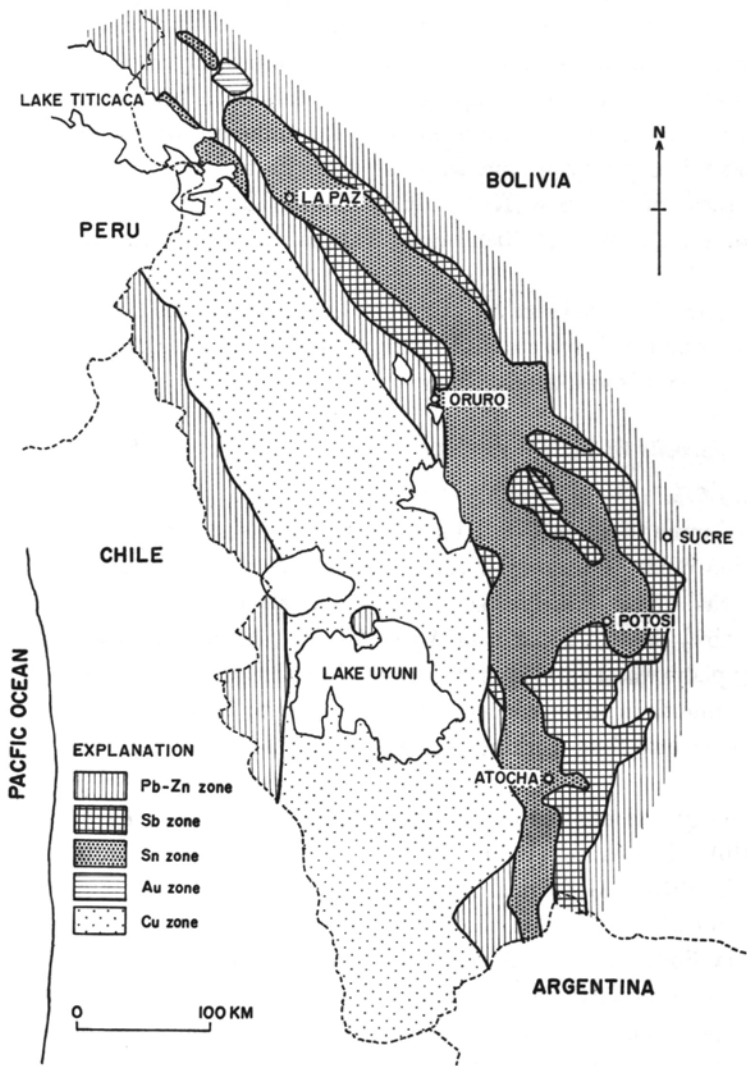 LAKE TITICACA
N
BOLIVIA
LA PAZ
PERU
ORURO
CHILE
SUCRE
POTOSI
LAKE UYUNI
PACFIC OCEAN
ATOCHA
EXPLANATION
Pb-Zn zone
Sb zone
Sn zone
Au zone
Cu zone
0 100 KM
ARGENTINA